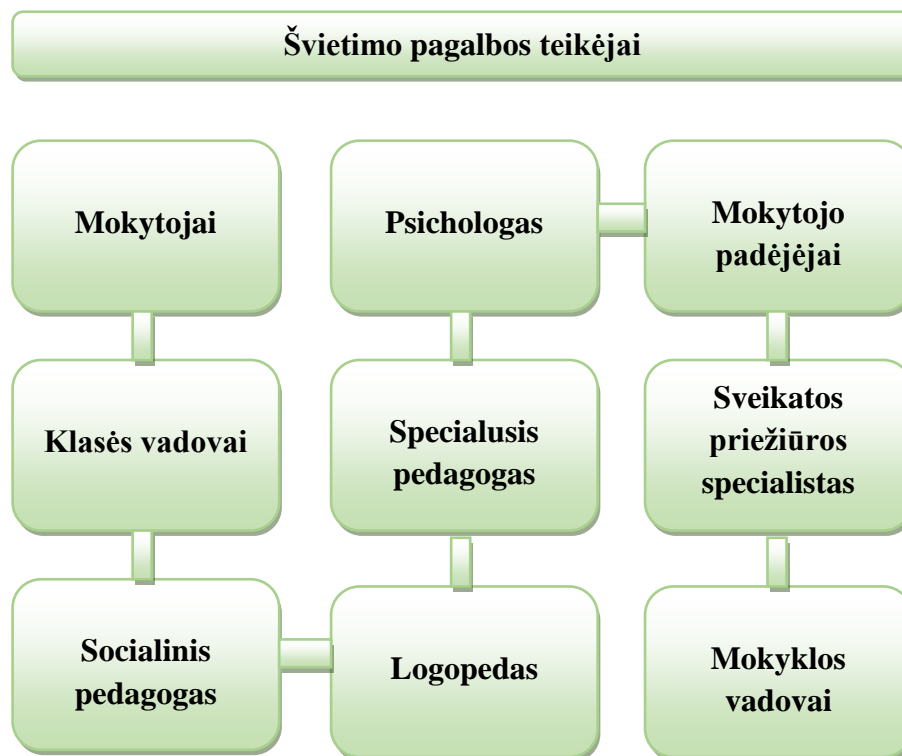 Švietimo pagalbos teikėjai
Mokytojai
Klasės vadovai
Socialinis
pedagogas
Logopedas
Specialusis
pedagogas
Psichologas
Mokytojo
padėjėjai
Sveikatos
priežiūros
specialistas
Mokyklos
vadovai